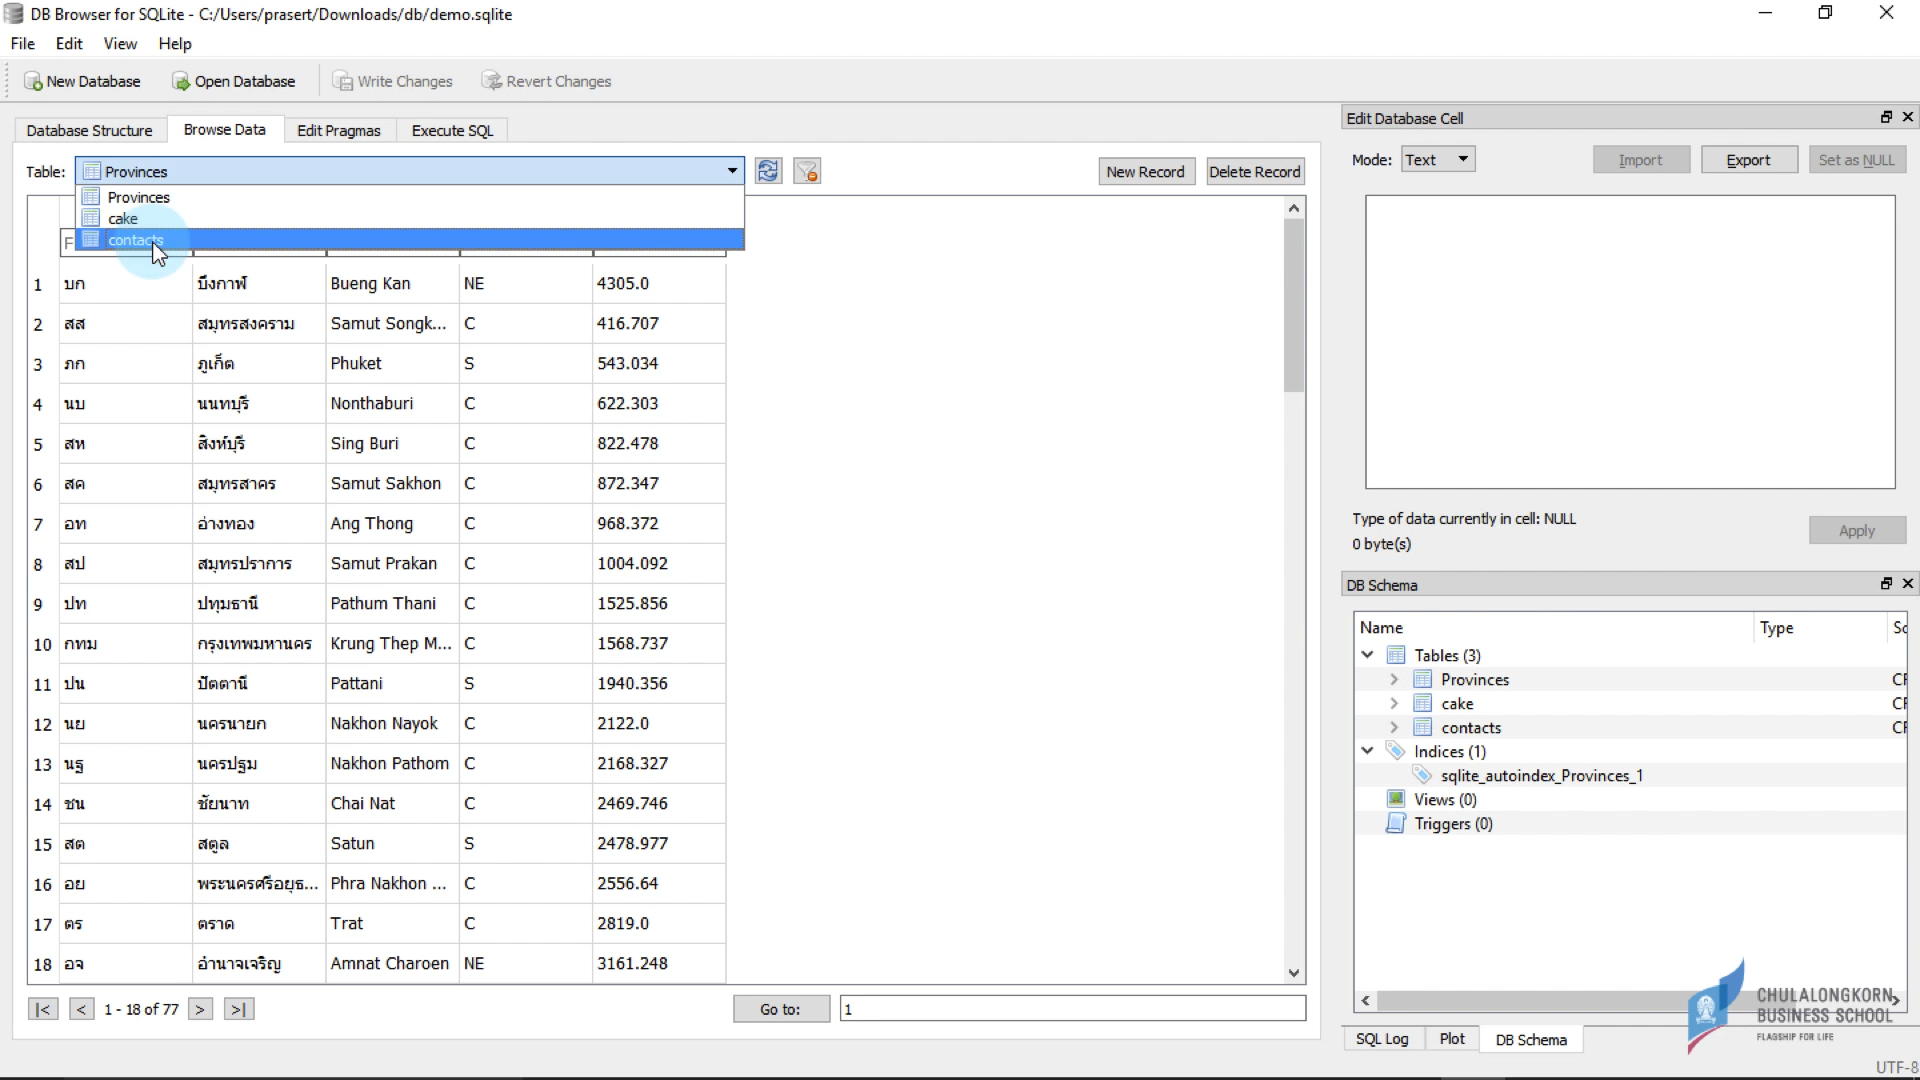 DB Browser for SQLite - C:/Users/prasert/Downloads/db/demo.sqlite
File Edit View Help
New Database Open Database Write Changes Revert Changes
Database Structure Browse Data Edit Pragmas Execute SQL
Table: Provinces New Record Delete Record
Provinces
cake
contacts
F
1 บก บึงกาฬ Bueng Kan NE 4305.0
2 สส สมุทรสงคราม Samut Songk... C 416.707
3 ภก ภูเก็ต Phuket S 543.034
4 นบ นนทบุรี Nonthaburi C 622.303
5 สห สิงห์บุรี Sing Buri C 822.478
6 สค สมุทรสาคร Samut Sakhon C 872.347
7 อท อ่างทอง Ang Thong C 968.372
8 สป สมุทรปราการ Samut Prakan C 1004.092
9 ปท ปทุมธานี Pathum Thani C 1525.856
10 กทม กรุงเทพมหานคร Krung Thep M... C 1568.737
11 ปน ปัตตานี Pattani S 1940.356
12 นย นครนายก Nakhon Nayok C 2122.0
13 นฐ นครปฐม Nakhon Pathom C 2168.327
14 ชน ชัยนาท Chai Nat C 2469.746
15 สต สตูล Satun S 2478.977
16 อย พระนครศรีอยุธ... Phra Nakhon ... C 2556.64
17 ตร ตราด Trat C 2819.0
18 อจ อำนาจเจริญ Amnat Charoen NE 3161.248
|< < 1 - 18 of 77 > >| Go to: 1
Edit Database Cell
Mode: Text Import Export Set as NULL
Type of data currently in cell: NULL
0 byte(s)
Apply
DB Schema
Name Type
Tables (3)
Provinces
cake
contacts
Indices (1)
sqlite_autoindex_Provinces_1
Views (0)
Triggers (0)
CHULALONGKORN
BUSINESS SCHOOL
FLAGSHIP FOR LIFE
SQL Log Plot DB Schema
UTF-8